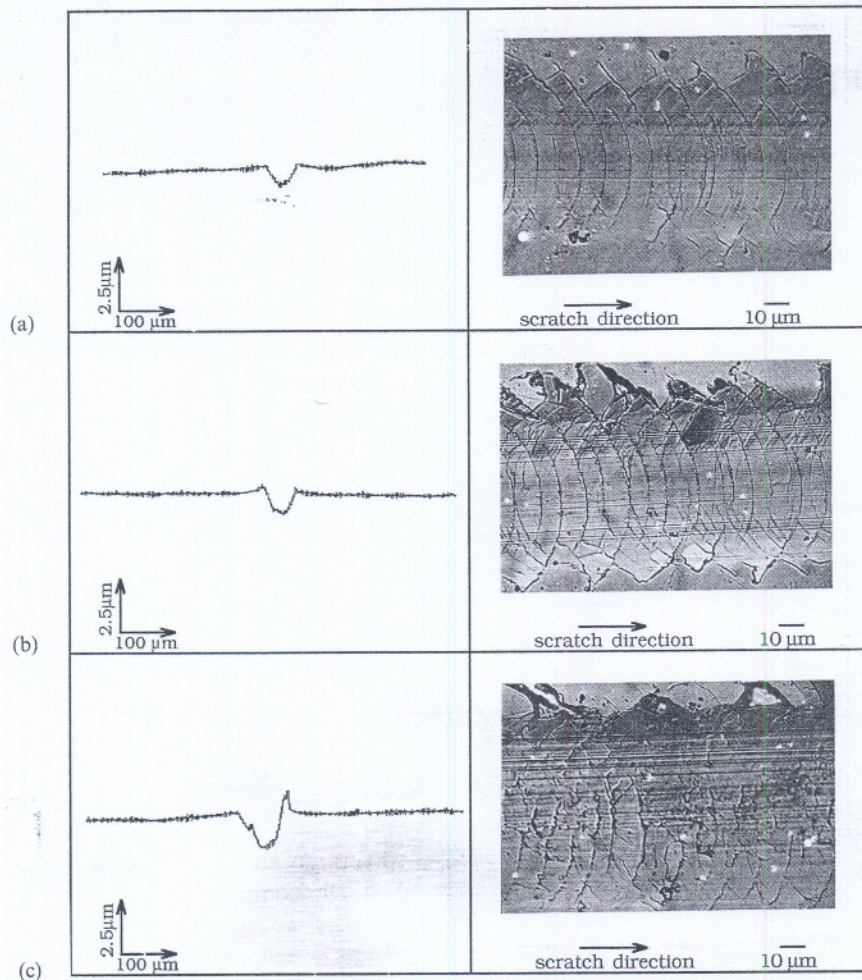 2.5μm
100 μm
(a)
scratch direction
10 μm
2.5μm
100 μm
(b)
scratch direction
10 μm
2.5μm
100 μm
(c)
scratch direction
10 μm